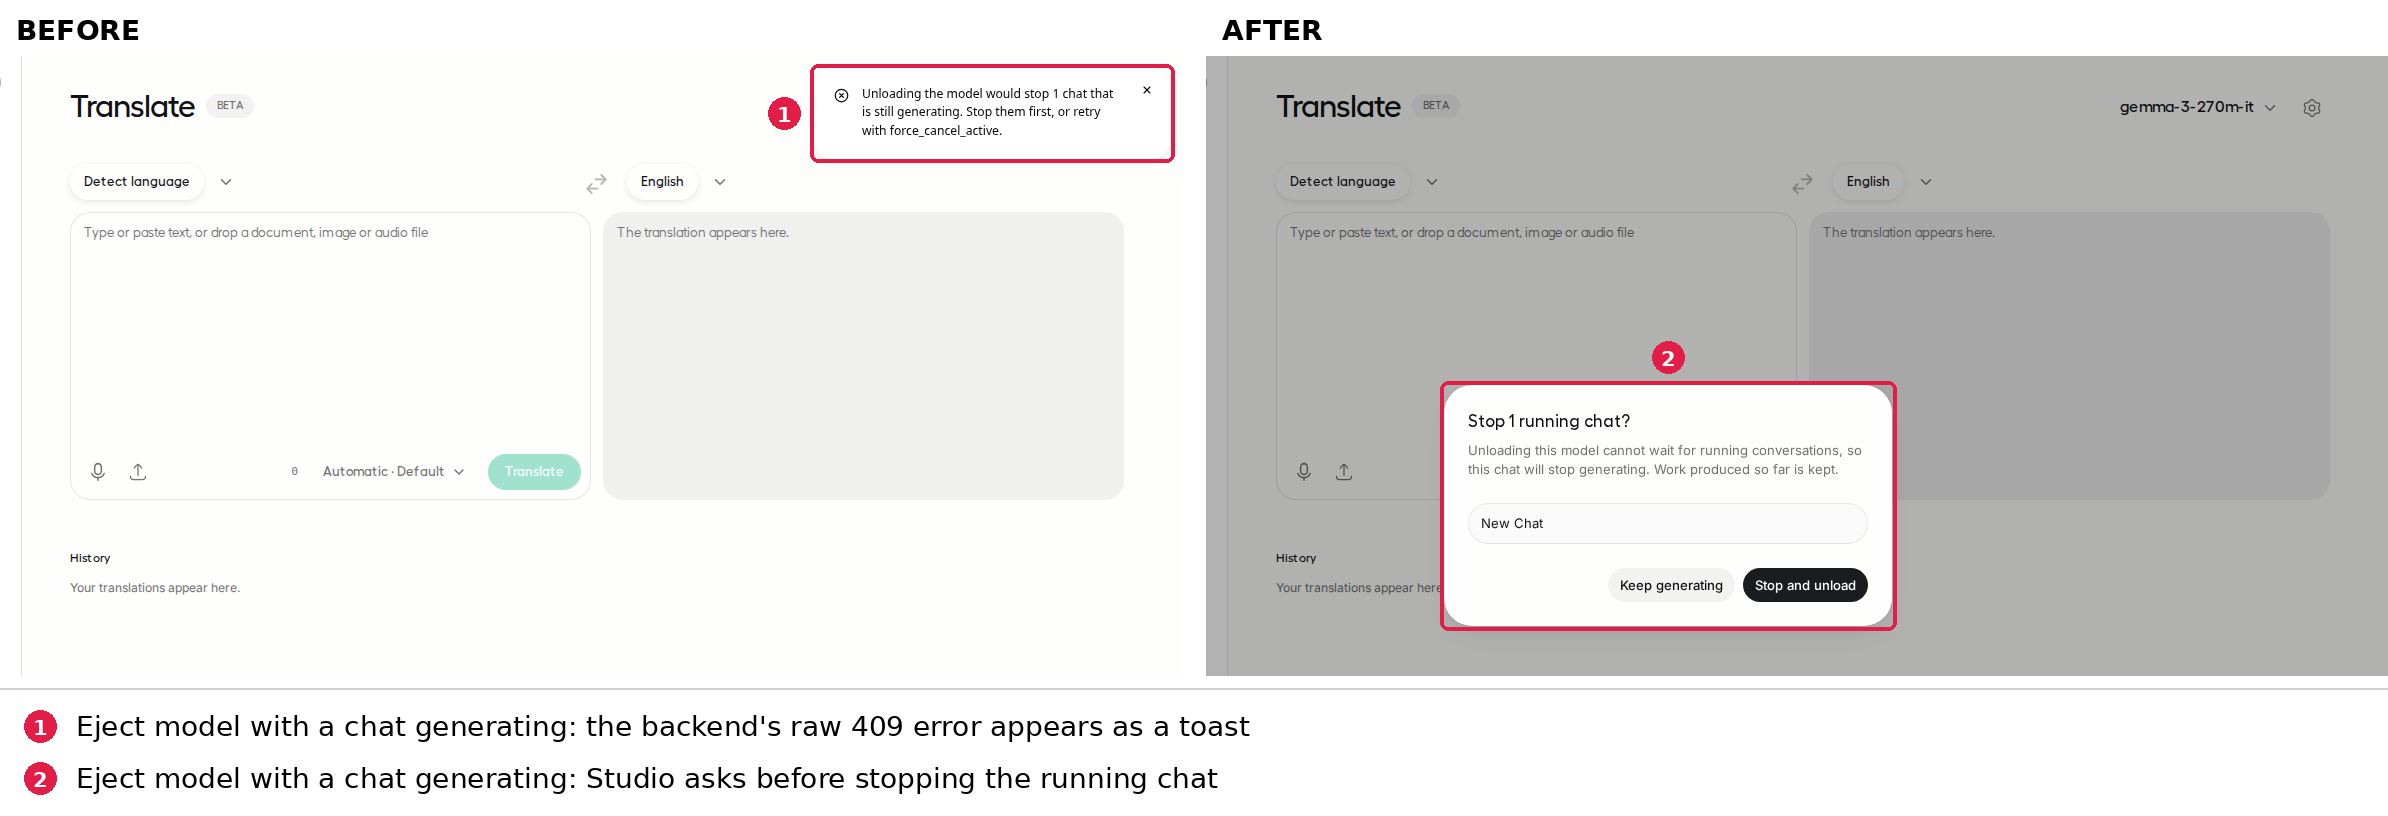 BEFORE
Translate BETA
1
Unloading the model would stop 1 chat that
is still generating. Stop them first, or retry
with force_cancel_active.
Detect language
English
Type or paste text, or drop a document, image or audio file
The translation appears here.
0
Automatic · Default
Translate
History
Your translations appear here.
AFTER
Translate BETA
gemma-3-270m-it
Detect language
English
Type or paste text, or drop a document, image or audio file
The translation appears here.
2
Stop 1 running chat?
Unloading this model cannot wait for running conversations, so
this chat will stop generating. Work produced so far is kept.
New Chat
Keep generating
Stop and unload
History
Your translations appear here
1 Eject model with a chat generating: the backend's raw 409 error appears as a toast
2 Eject model with a chat generating: Studio asks before stopping the running chat